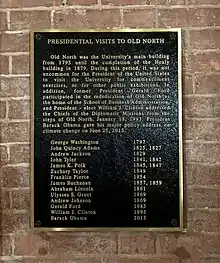 PRESIDENTIAL VISITS TO OLD NORTH
Old North was the University's main building
from 1795 until the completion of the Healy
building in 1879. During this period, it was not
uncommon for the President of the United States
to visit the University for commencement
exercises, or for other public exhibitions. In
addition, former President Gerald Ford
participated in the rededication of Old North as
the home of the School of Business Administration,
and President - elect William J. Clinton addressed
the Chiefs of the Diplomatic Missions from the
steps of Old North, January 18, 1993. President
Barack Obama gave his major policy address on
climate change on June 25, 2013.
George Washington 1797
John Quincy Adams 1825, 1827
Andrew Jackson 1829
John Tyler 1841, 1842
James K. Polk 1845, 1847
Zachary Taylor 1849
Franklin Pierce 1854
James Buchanan 1857, 1859
Abraham Lincoln 1861
Ulysses S. Grant 1869
Andrew Johnson 1869
Gerald Ford 1983
William J. Clinton 1993
Barack Obama 2013